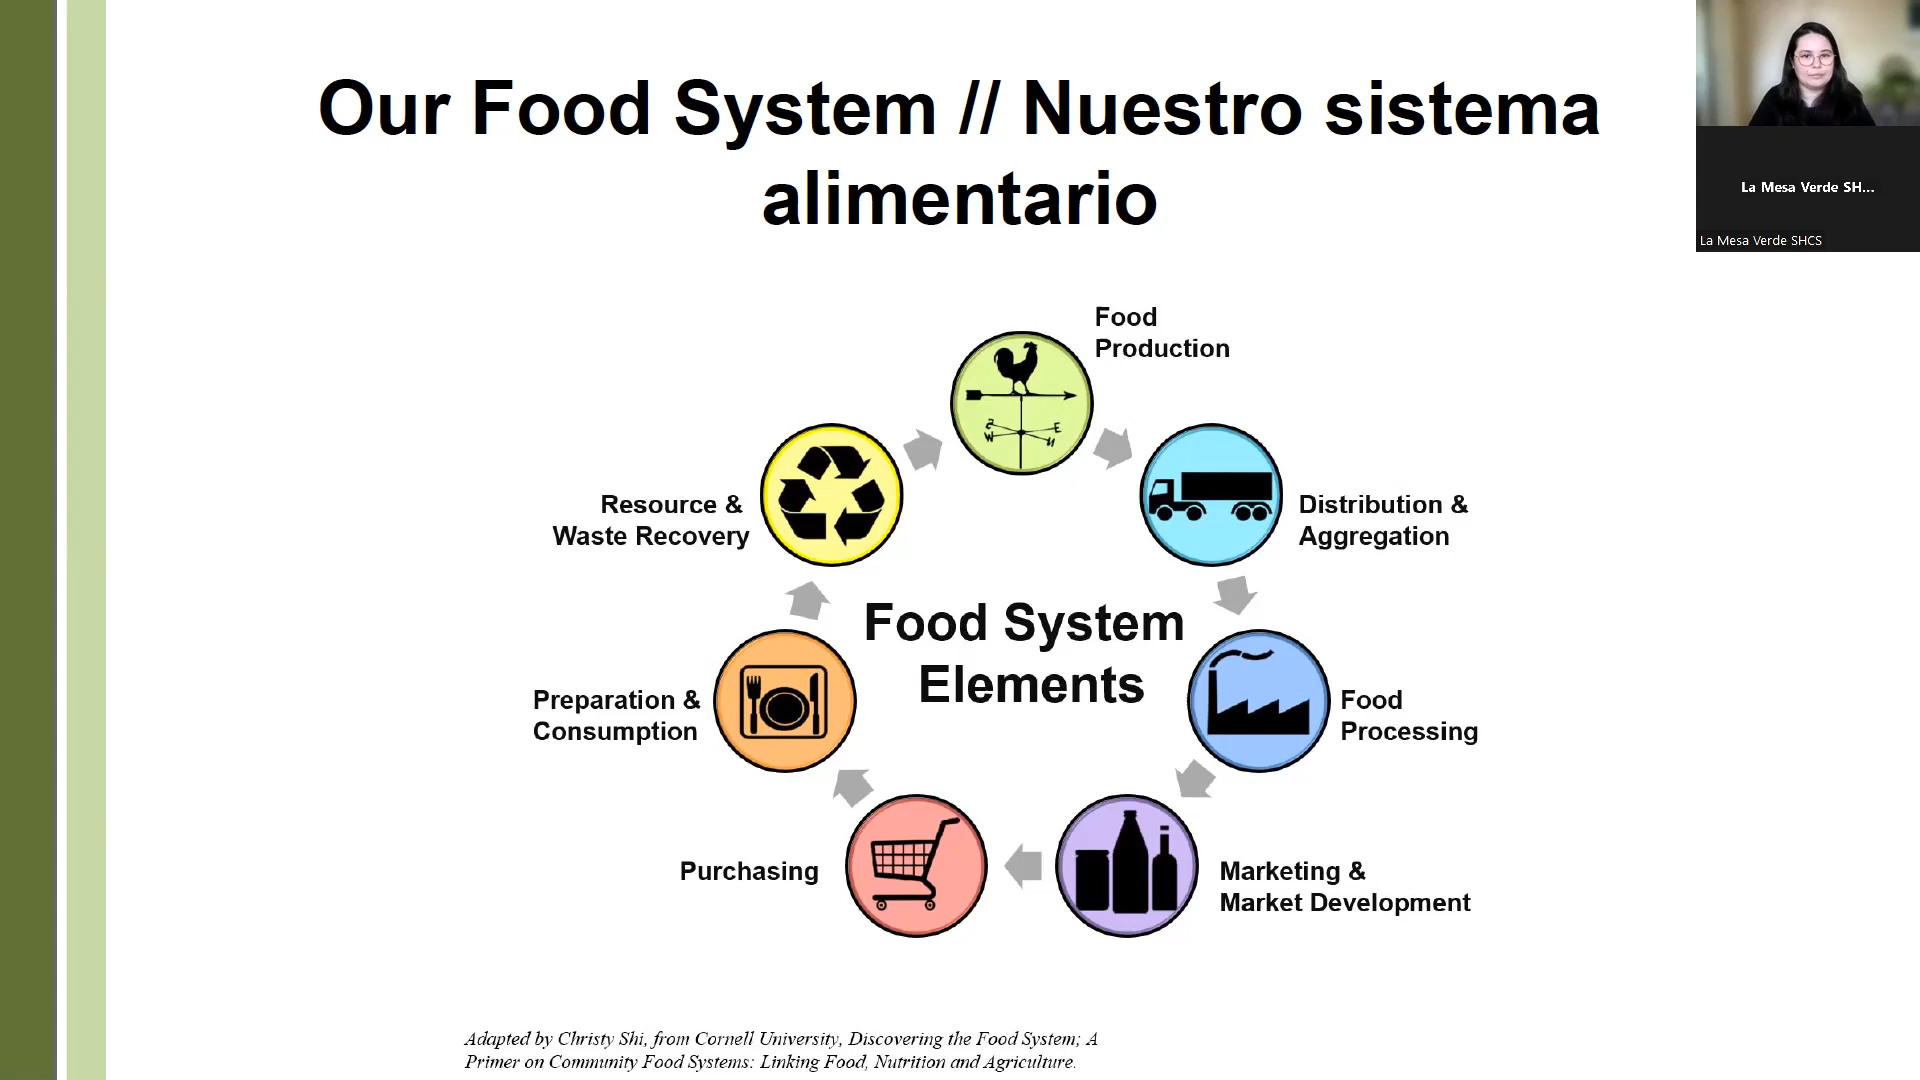 Our Food System // Nuestro sistema
alimentario
La Mesa Verde SH...
La Mesa Verde SHCS
Food
Production
Distribution &
Aggregation
Food
Processing
Marketing &
Market Development
Purchasing
Preparation &
Consumption
Resource &
Waste Recovery
Food System
Elements
S
E
W
N
Adapted by Christy Shi, from Cornell University, Discovering the Food System; A
Primer on Community Food Systems: Linking Food, Nutrition and Agriculture.